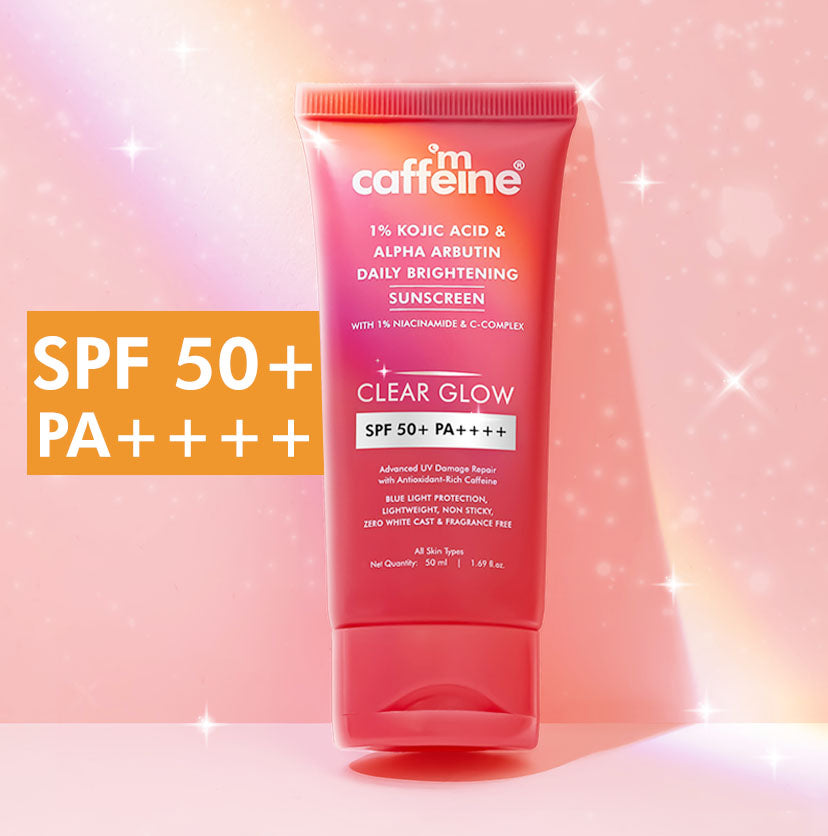 'm
caffeine®
1% KOJIC ACID &
ALPHA ARBUTIN
DAILY BRIGHTENING
SUNSCREEN
WITH 1% NIACINAMIDE & C-COMPLEX
SPF 50+
PA++++
CLEAR GLOW
SPF 50+ PA++++
Advanced UV Damage Repair
with Antioxidant-Rich Caffeine
BLUE LIGHT PROTECTION,
LIGHTWEIGHT, NON STICKY,
ZERO WHITE CAST & FRAGRANCE FREE
All Skin Types
Net Quantity: 50 ml | 1.69 fl.oz.